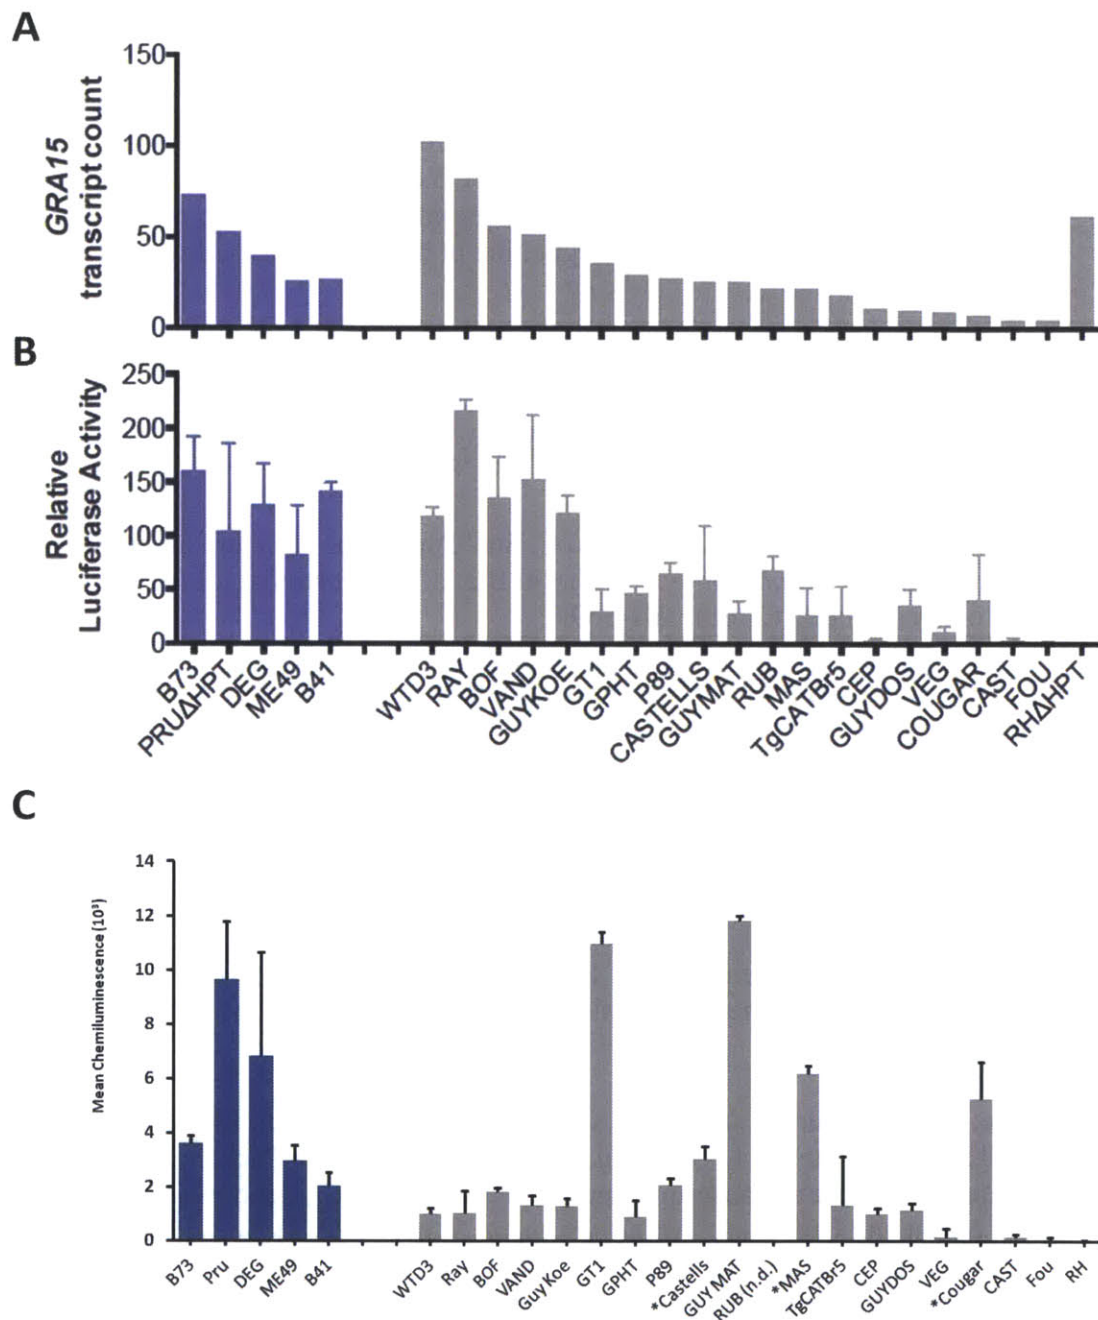 A
GRA15
transcript count
150
100
50
0
B
Relative
Luciferase Activity
250
200
150
100
50
0
B73
PRUΔHPT
DEG
ME49
B41
WTD3
RAY
BOF
VAND
GUYKOE
GT1
GPHT
P89
CASTELLS
GUYMAT
RUB
MAS
TgCATBr5
CEP
GUYDOS
VEG
COUGAR
CAST
FOU
RHΔHPT
C
Mean Chemiluminescence (10³)
14
12
10
8
6
4
2
0
B73
Pru
DEG
ME49
B41
WTD3
Ray
BOF
VAND
GuyKoe
GT1
GPHT
P89
*Castells
GUY MAT
RUB (n.d.)
*MAS
TgCATBr5
CEP
GUYDOS
VEG
*Cougar
CAST
Fou
RH